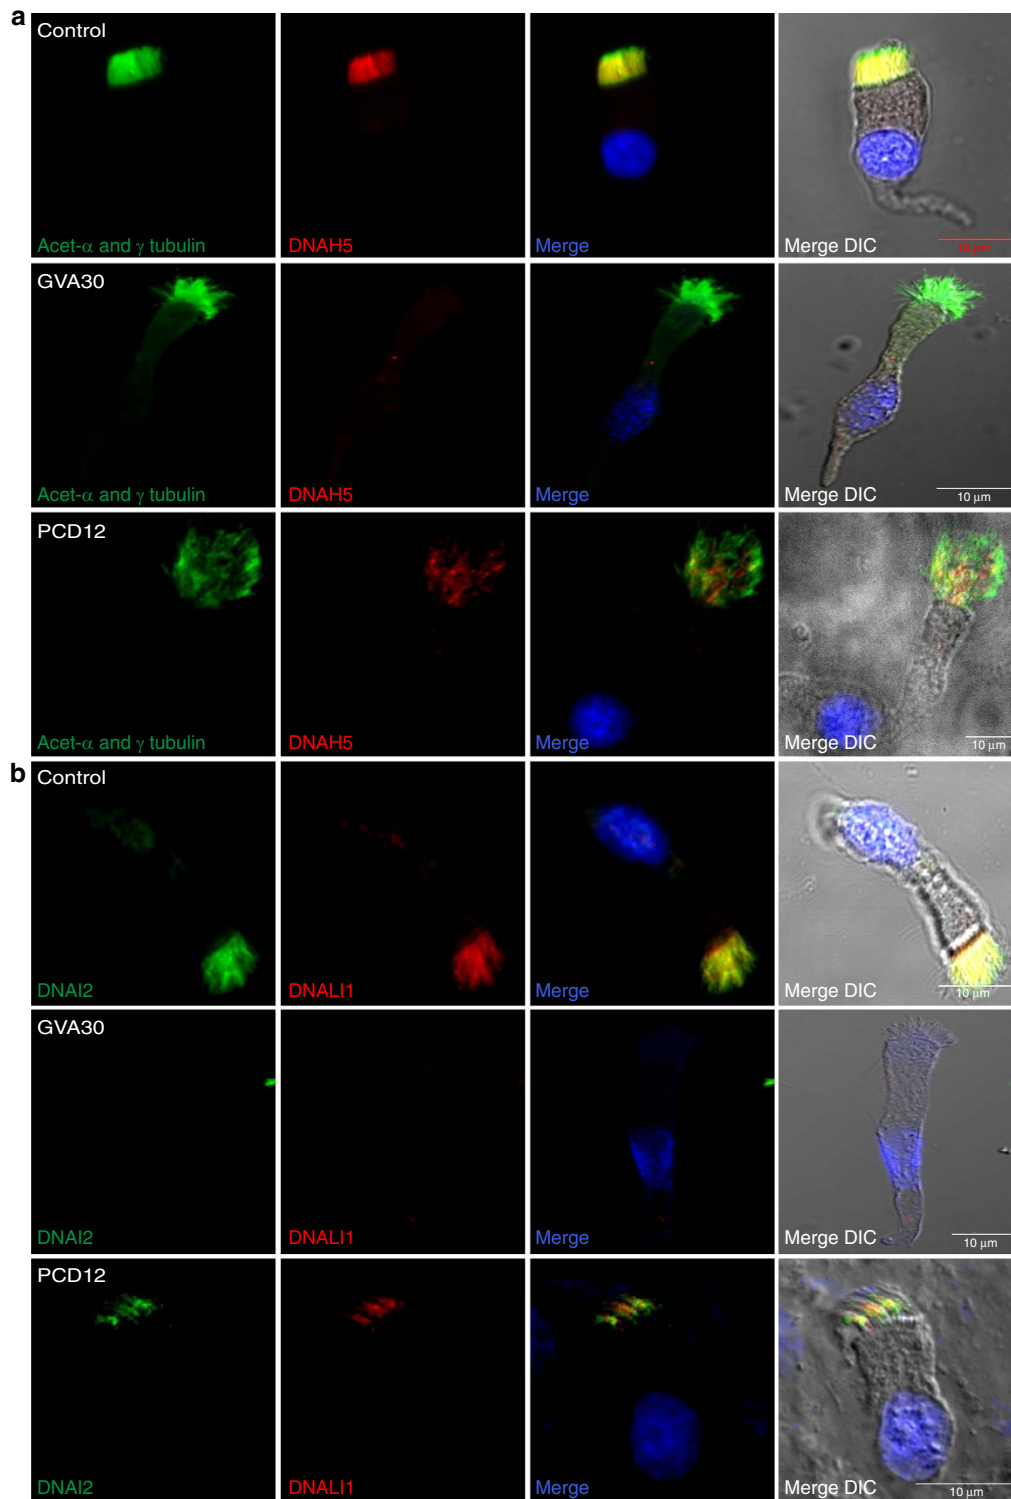 a
Control
Acet-α and γ tubulin DNAH5 Merge Merge DIC 10 μm
GVA30
Acet-α and γ tubulin DNAH5 Merge Merge DIC 10 μm
PCD12
Acet-α and γ tubulin DNAH5 Merge Merge DIC 10 μm
b
Control
DNAI2 DNALI1 Merge Merge DIC 10 μm
GVA30
DNAI2 DNALI1 Merge Merge DIC 10 μm
PCD12
DNAI2 DNALI1 Merge Merge DIC 10 μm